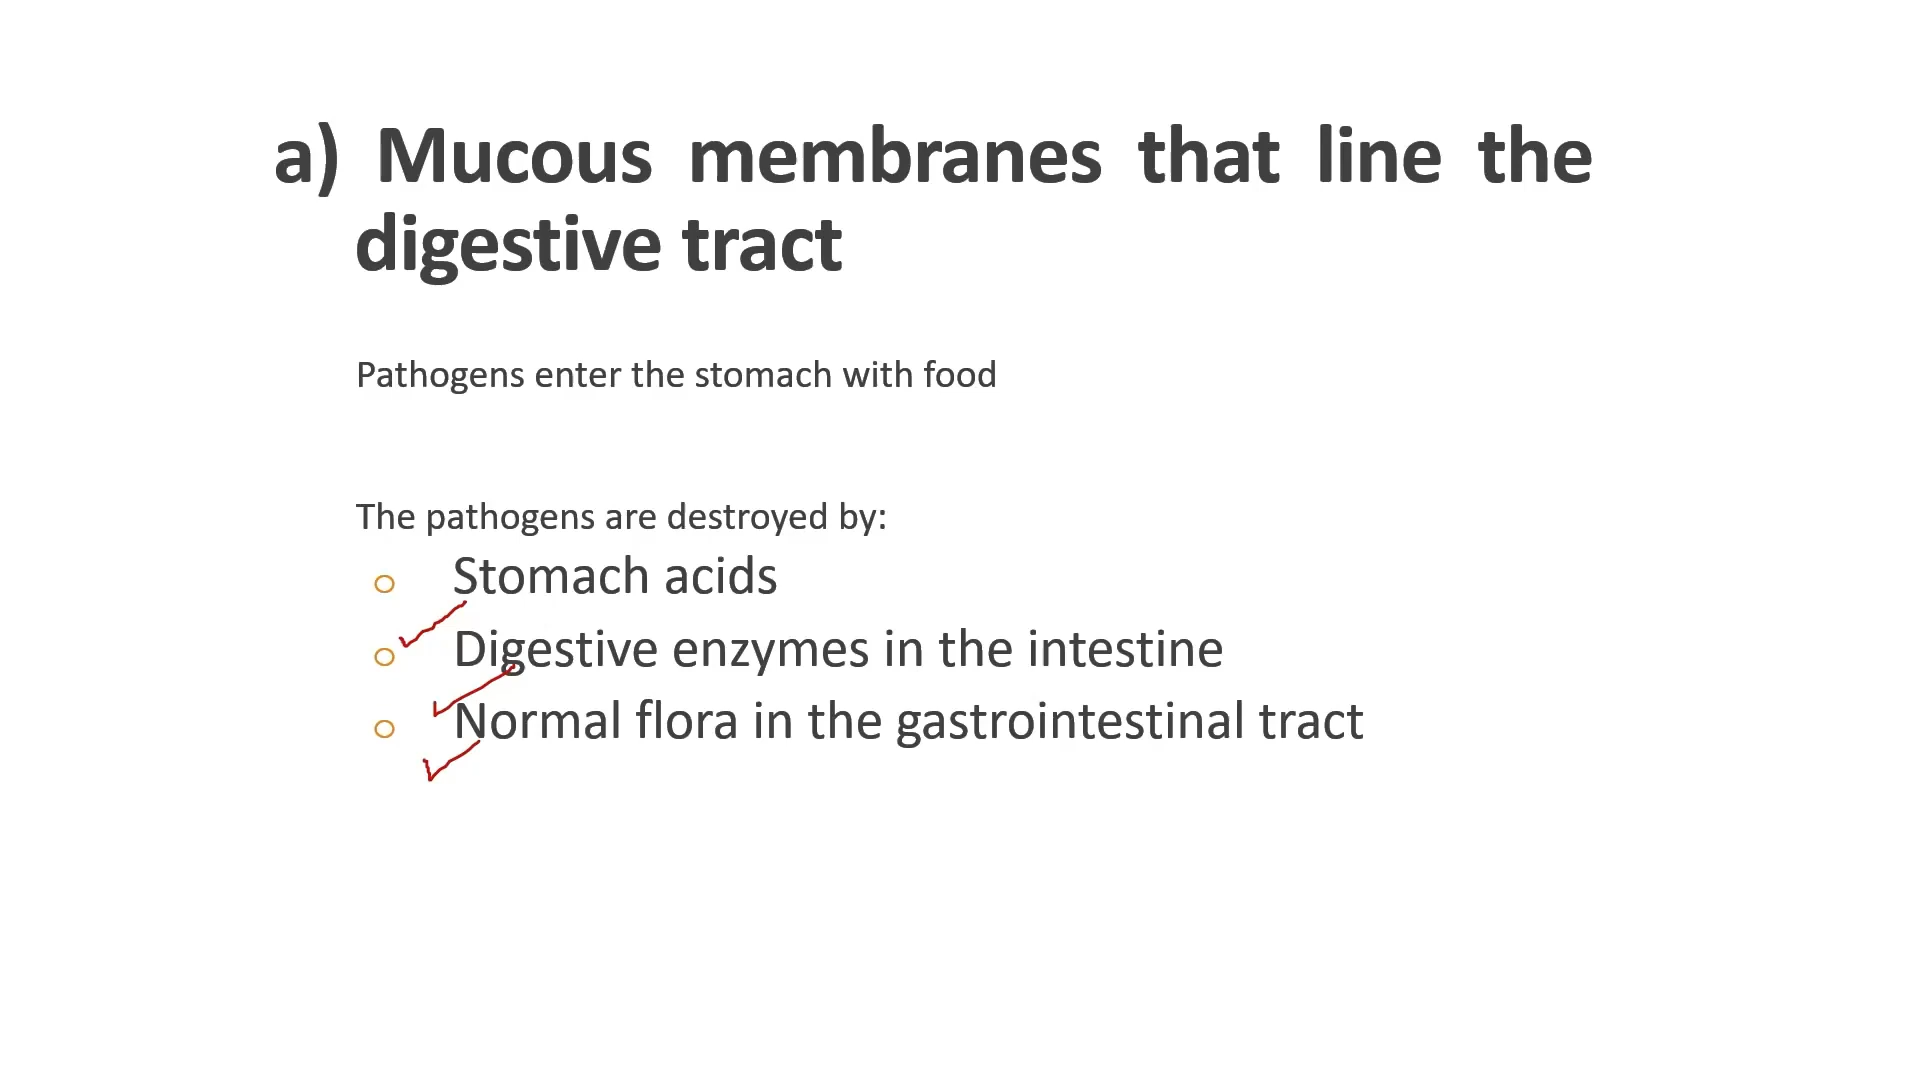 a) Mucous membranes that line the
digestive tract
Pathogens enter the stomach with food
The pathogens are destroyed by:
Stomach acids
Digestive enzymes in the intestine
Normal flora in the gastrointestinal tract